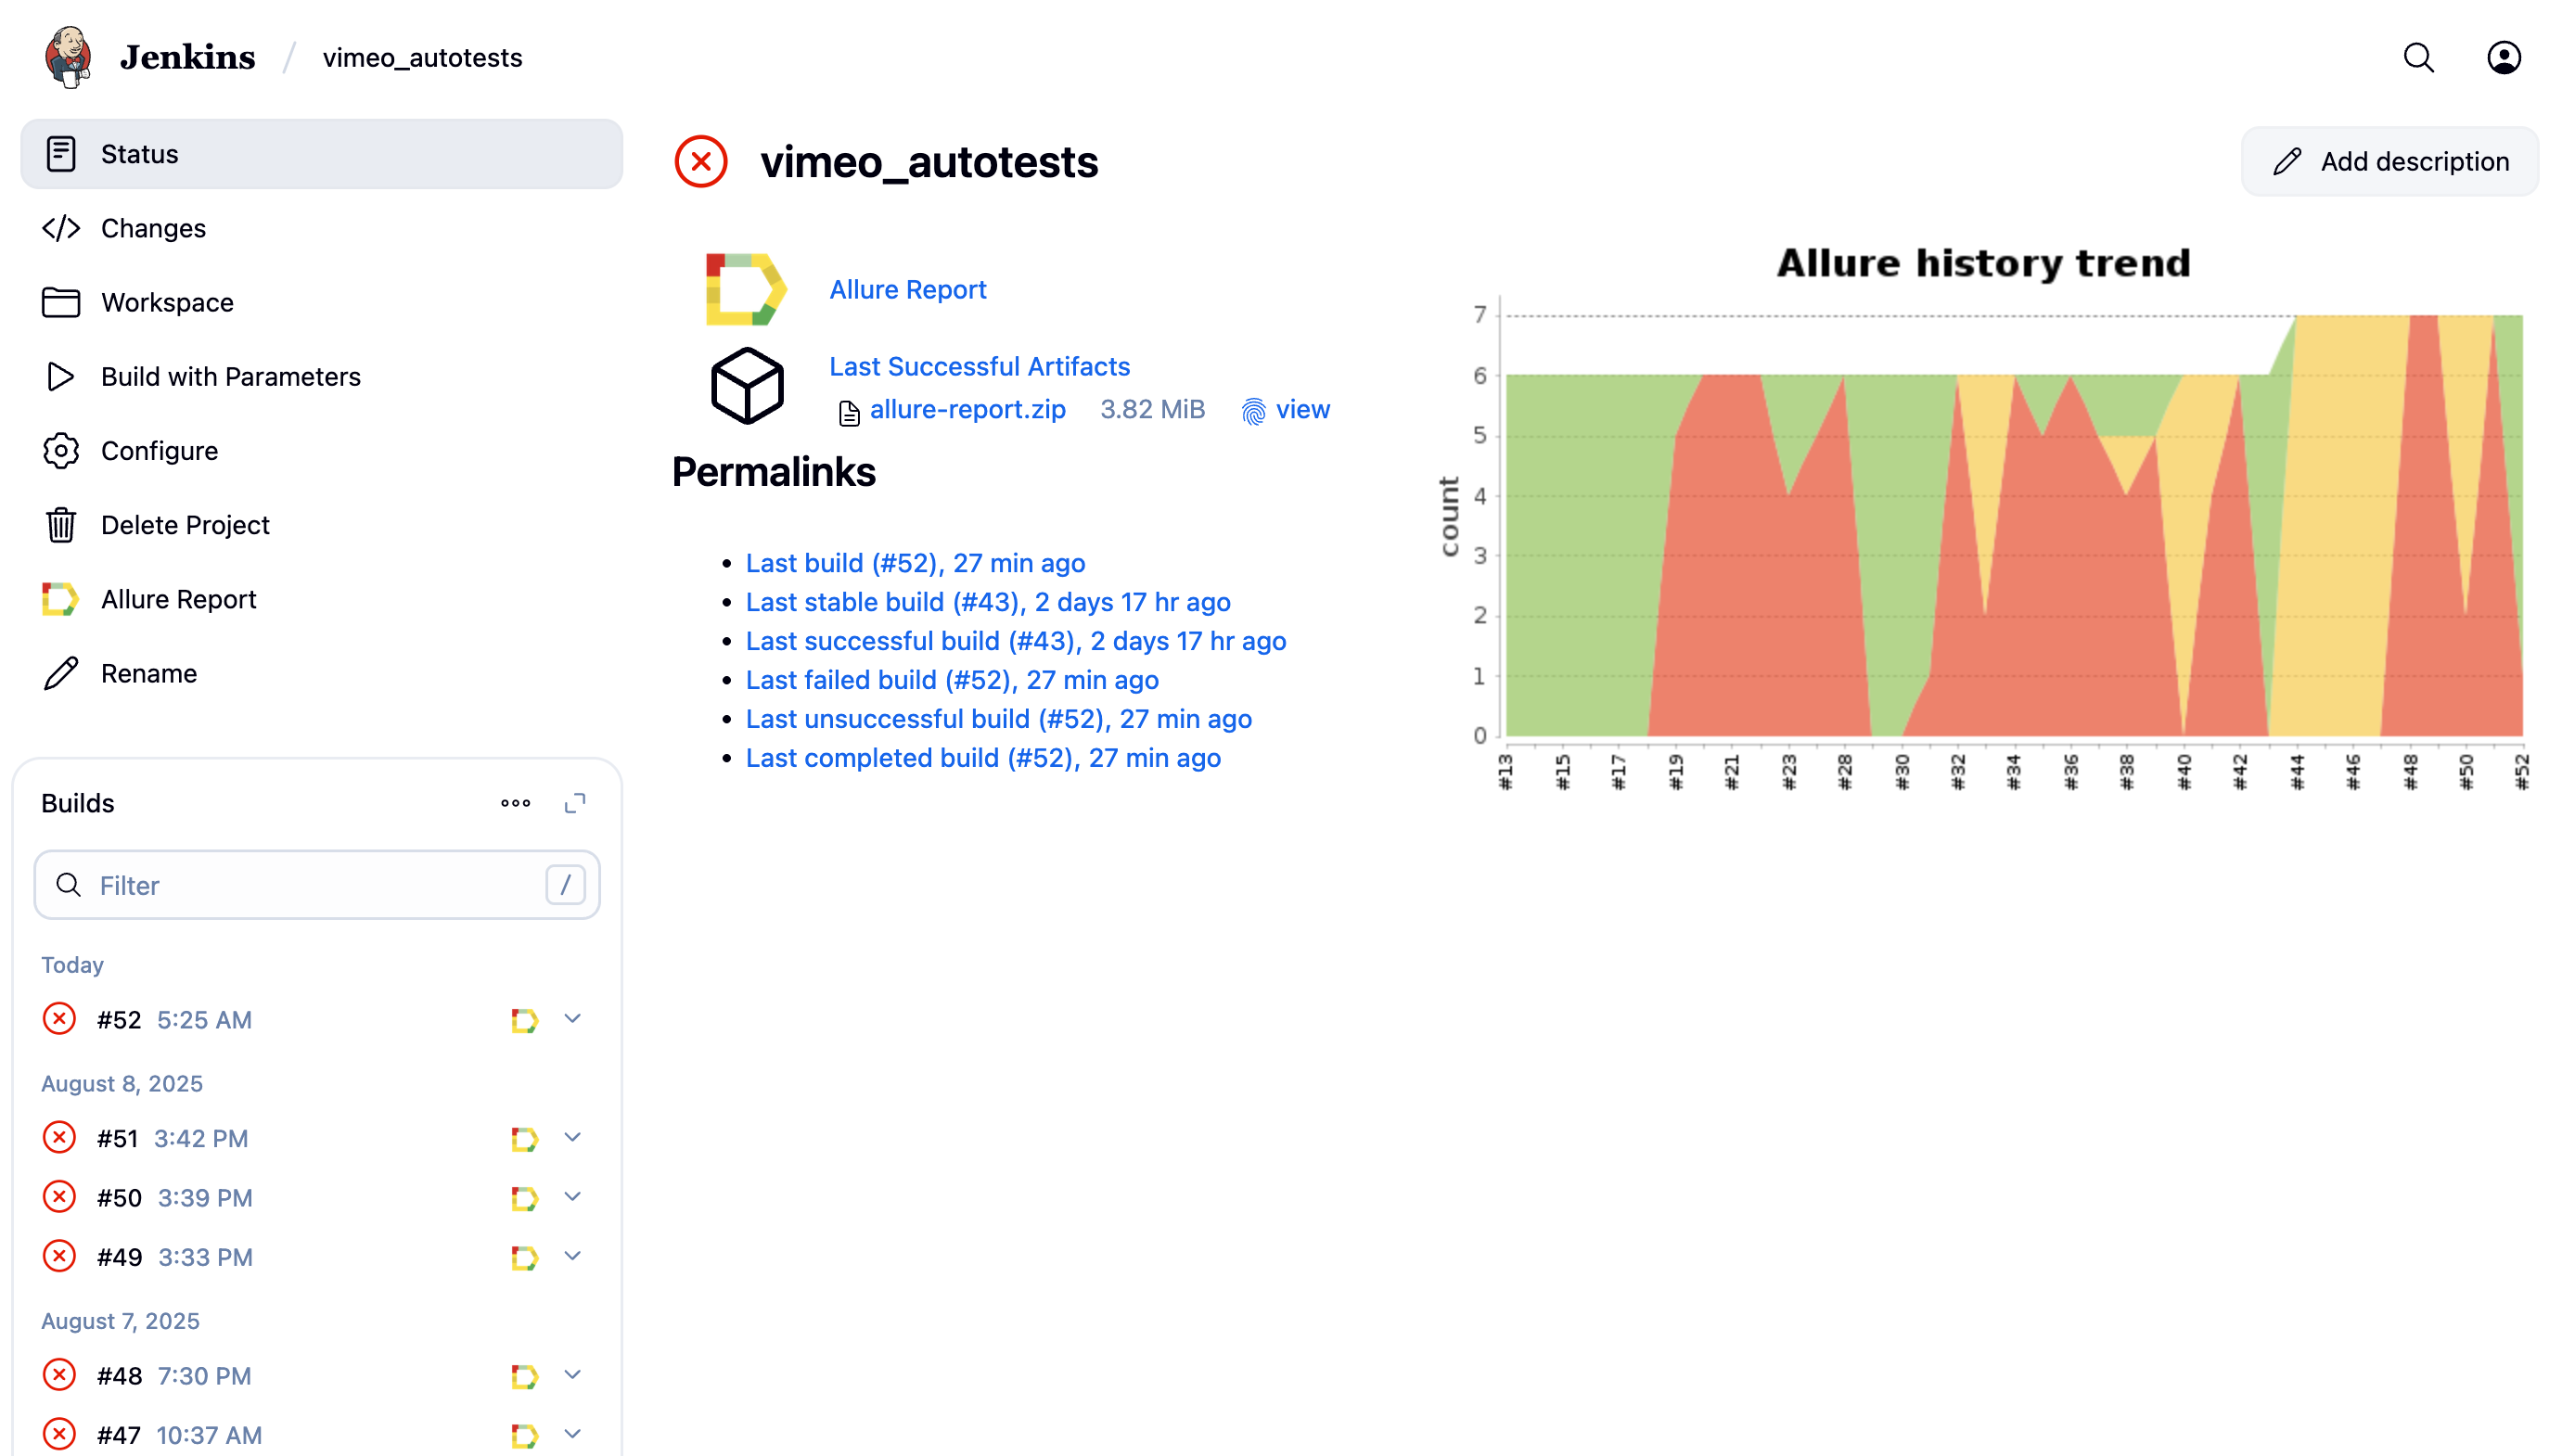 Jenkins / vimeo_autotests
Status
Changes
Workspace
Build with Parameters
Configure
Delete Project
Allure Report
Rename
Builds
Filter /
Today
#52 5:25 AM
August 8, 2025
#51 3:42 PM
#50 3:39 PM
#49 3:33 PM
August 7, 2025
#48 7:30 PM
#47 10:37 AM
vimeo_autotests
Add description
Allure Report
Last Successful Artifacts
allure-report.zip 3.82 MiB view
Permalinks
Last build (#52), 27 min ago
Last stable build (#43), 2 days 17 hr ago
Last successful build (#43), 2 days 17 hr ago
Last failed build (#52), 27 min ago
Last unsuccessful build (#52), 27 min ago
Last completed build (#52), 27 min ago
Allure history trend
count
7
6
5
4
3
2
1
0
#13 #15 #17 #19 #21 #23 #28 #30 #32 #34 #36 #38 #40 #42 #44 #46 #48 #50 #52